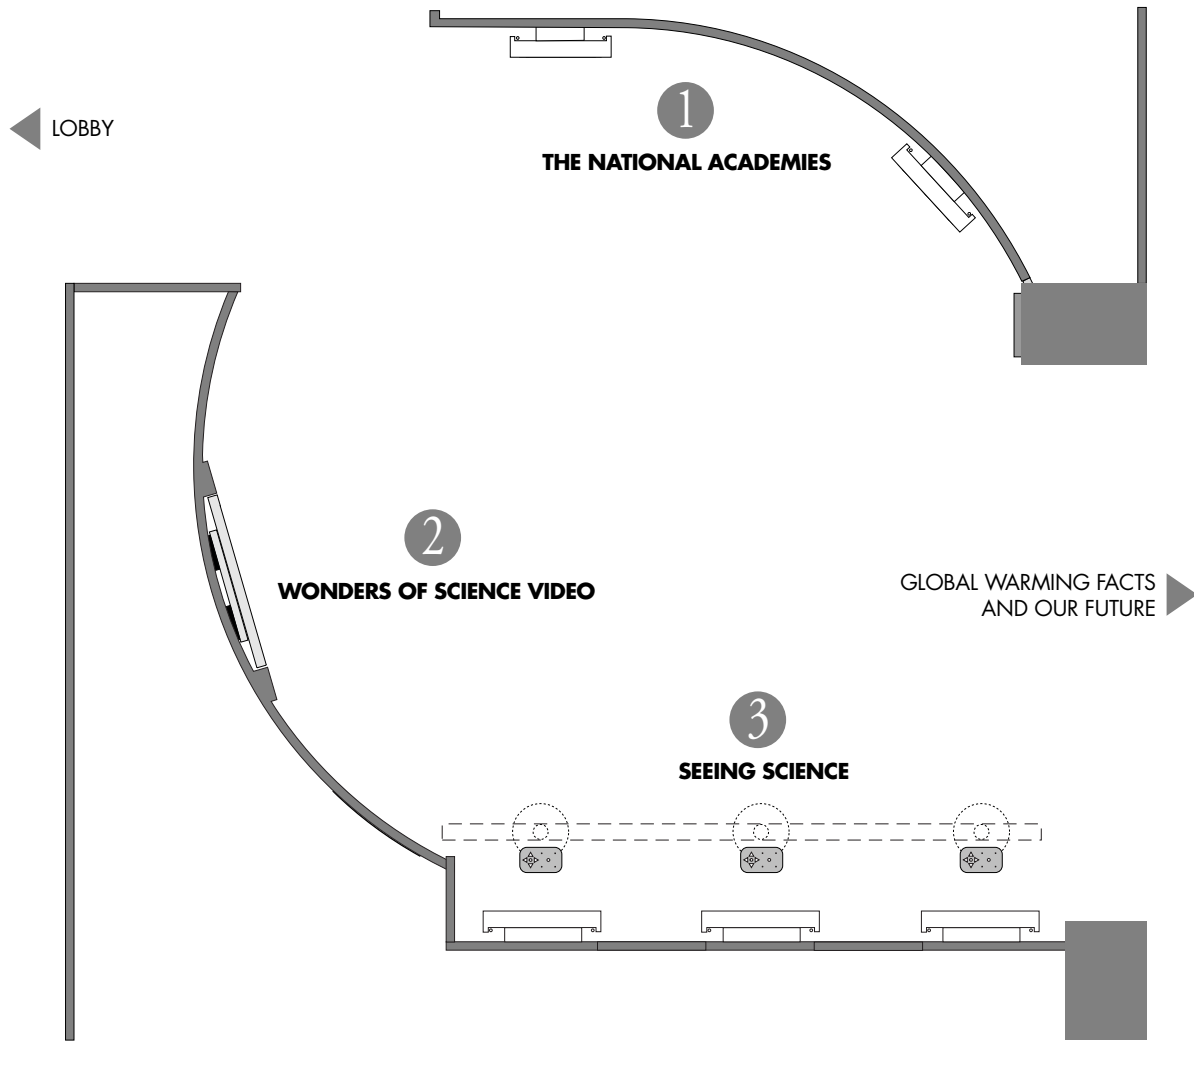 LOBBY
1
THE NATIONAL ACADEMIES
2
WONDERS OF SCIENCE VIDEO
GLOBAL WARMING FACTS
AND OUR FUTURE
3
SEEING SCIENCE